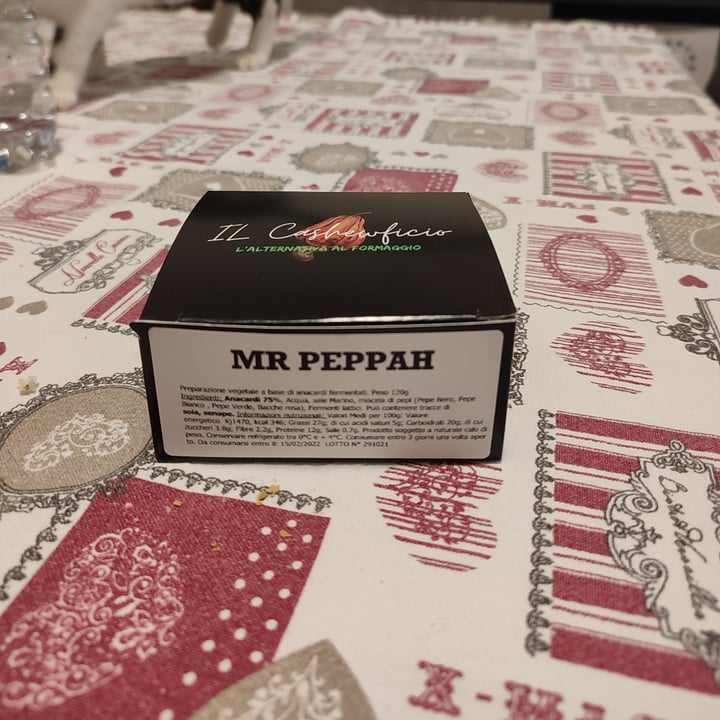 IL Cashewficio
L'ALTERNATIVA AL FORMAGGIO
MR PEPPAH
Preparazione vegetale a base di anacardi fermentati. Peso 120g
Ingredienti: Anacardi 75%, Acqua, sale Marino, miscela di pepi (Pepe Nero, Pepe
Bianco , Pepe Verde, Bacche rosa), Fermenti lattici. Può contenere tracce di
soia, senape. Informazioni nutrizionali: Valori Medi per 100g: Valore
energetico KJ1470, kcal 346; Grassi 27g; di cui acidi saturi 5g; Carboidrati 20g; di cui
zuccheri 3.8g; Fibre 2.2g, Proteine 12g; Sale 0.7g. Prodotto soggetto a naturale calo di
peso. Conservare refrigerato tra 0°C e + 4°C. Consumare entro 3 giorni una volta aper
to. Da consumarsi entro il: 15/02/2022 LOTTO N° 291021
X-MAS